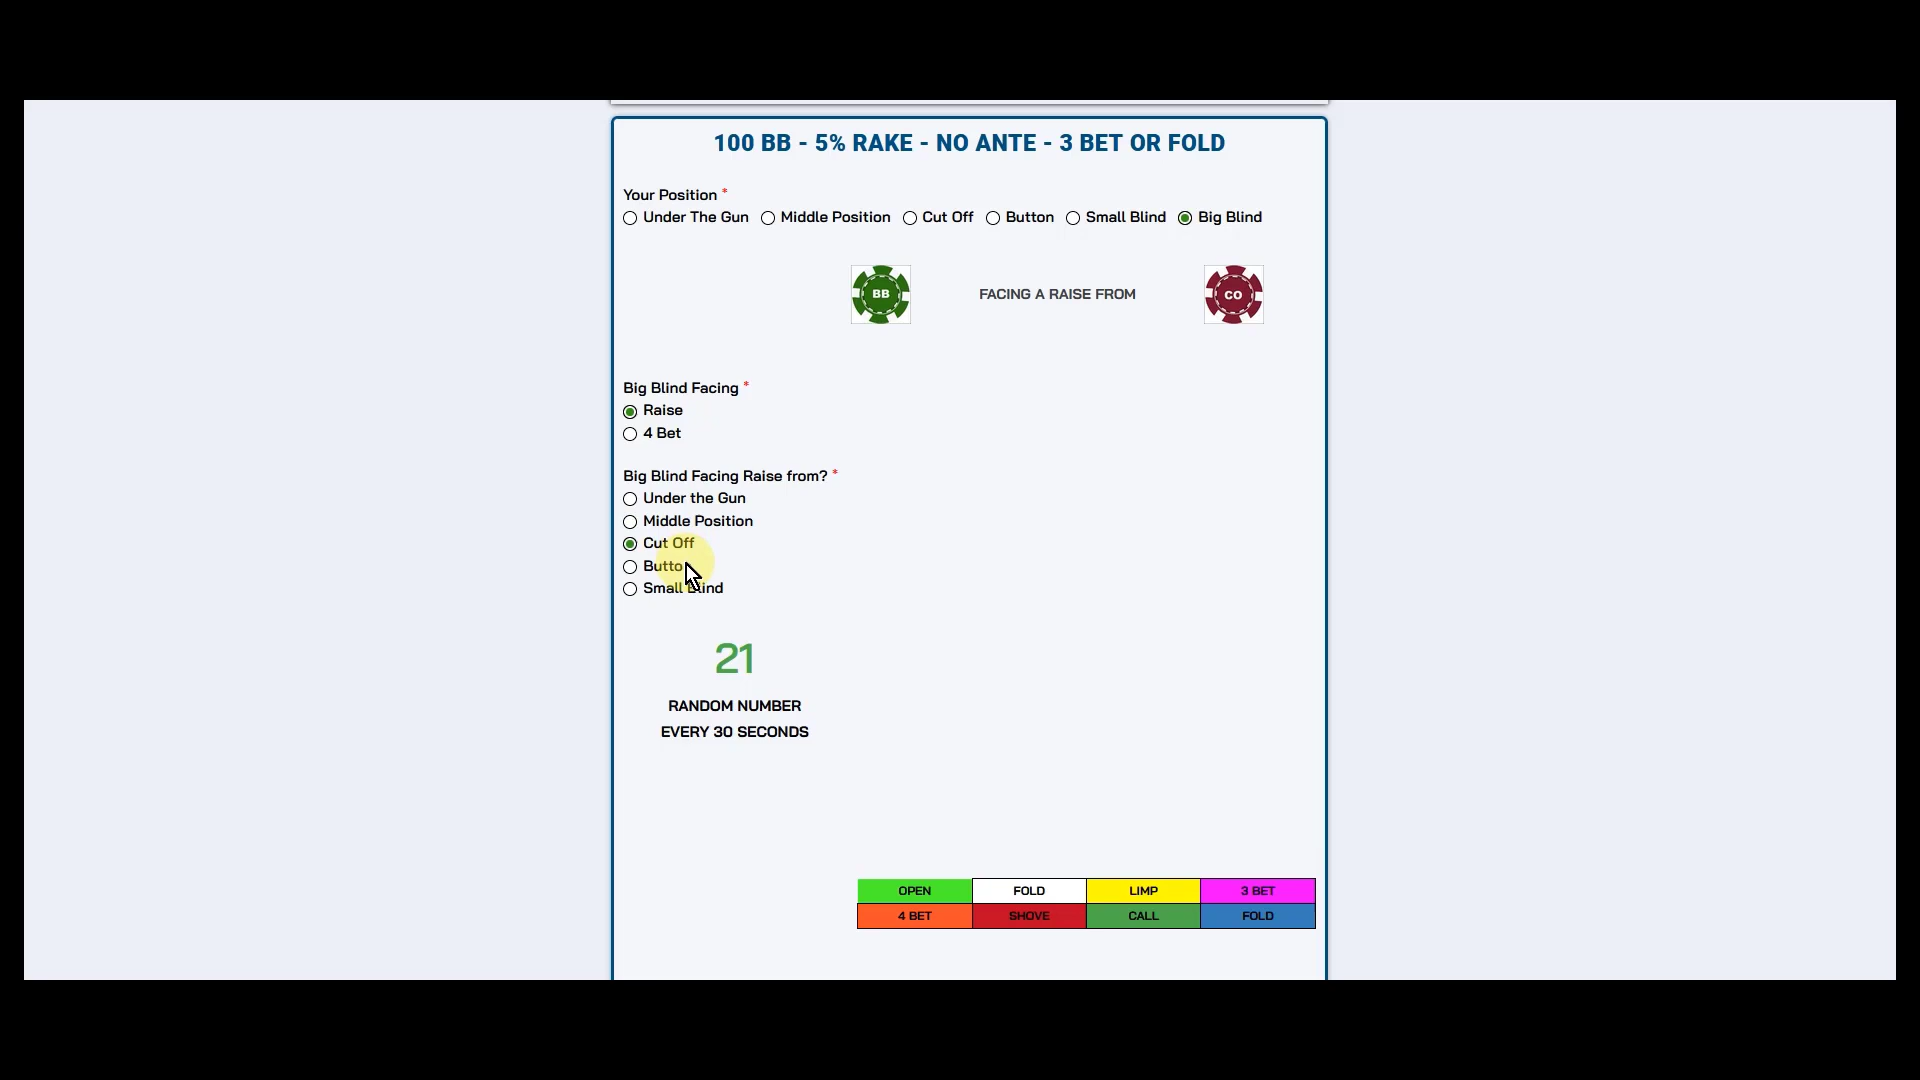 100 BB - 5% RAKE - NO ANTE - 3 BET OR FOLD
Your Position *
Under The Gun Middle Position Cut Off Button Small Blind Big Blind
BB FACING A RAISE FROM CO
Big Blind Facing *
Raise
4 Bet
Big Blind Facing Raise from? *
Under the Gun
Middle Position
Cut Off
Butto
Small Blind
21
RANDOM NUMBER
EVERY 30 SECONDS
OPEN FOLD LIMP 3 BET
4 BET SHOVE CALL FOLD